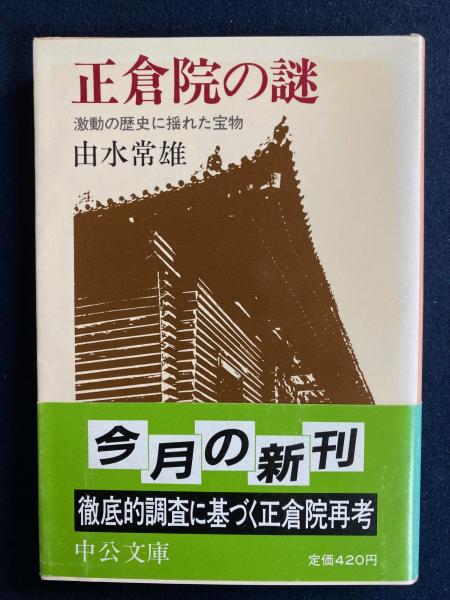 正倉院の謎
激動の歴史に揺れた宝物
由水常雄
今月の新刊
徹底的調査に基づく正倉院再考
中公文庫
定価420円